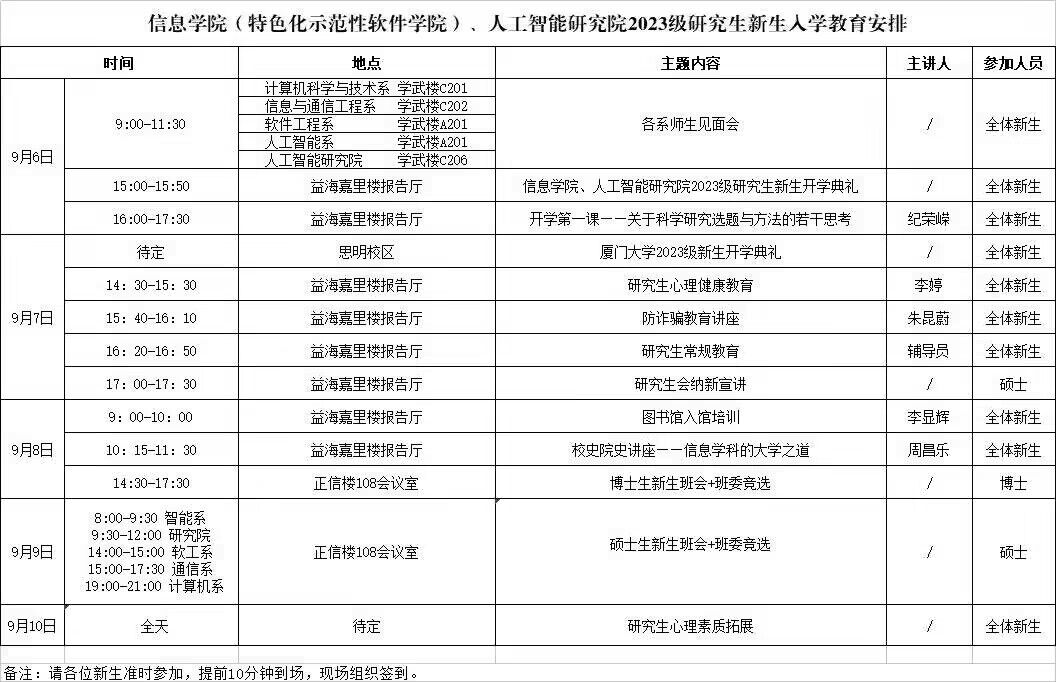 信息学院（特色化示范性软件学院）、人工智能研究院2023级研究生新生入学教育安排
时间 地点 主题内容 主讲人 参加人员
9月6日
9:00-11:30
计算机科学与技术系 学武楼C201
信息与通信工程系 学武楼C202
软件工程系 学武楼A201
人工智能系 学武楼A201
人工智能研究院 学武楼C206
各系师生见面会 / 全体新生
15:00-15:50 益海嘉里楼报告厅 信息学院、人工智能研究院2023级研究生新生开学典礼 / 全体新生
16:00-17:30 益海嘉里楼报告厅 开学第一课——关于科学研究选题与方法的若干思考 纪荣嵘 全体新生
9月7日
待定 思明校区 厦门大学2023级新生开学典礼 / 全体新生
14：30-15：30 益海嘉里楼报告厅 研究生心理健康教育 李婷 全体新生
15：40-16：10 益海嘉里楼报告厅 防诈骗教育讲座 朱昆蔚 全体新生
16：20-16：50 益海嘉里楼报告厅 研究生常规教育 辅导员 全体新生
17：00-17：30 益海嘉里楼报告厅 研究生会纳新宣讲 / 硕士
9月8日
9：00-10：00 益海嘉里楼报告厅 图书馆入馆培训 李显辉 全体新生
10：15-11：30 益海嘉里楼报告厅 校史院史讲座——信息学科的大学之道 周昌乐 全体新生
14:30-17:30 正信楼108会议室 博士生新生班会+班委竞选 / 博士
9月9日
8:00-9:30 智能系
9:30-12:00 研究院
14:00-15:00 软工系
15:00-17:30 通信系
19:00-21:00 计算机系
正信楼108会议室 硕士生新生班会+班委竞选 / 硕士
9月10日 全天 待定 研究生心理素质拓展 / 全体新生
备注：请各位新生准时参加，提前10分钟到场，现场组织签到。